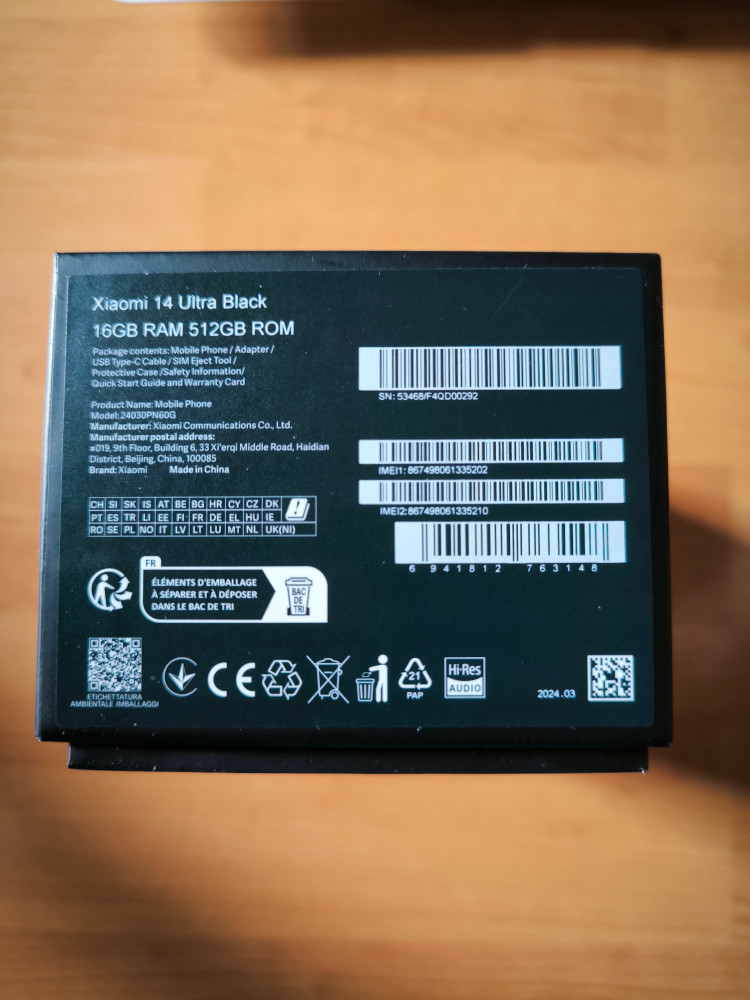 Xiaomi 14 Ultra Black
16GB RAM 512GB ROM
Package contents: Mobile Phone / Adapter /
USB Type-C Cable / SIM Eject Tool /
Protective Case /Safety Information/
Quick Start Guide and Warranty Card
Product Name: Mobile Phone
Model: 24030PN60G
Manufacturer: Xiaomi Communications Co., Ltd.
Manufacturer postal address:
#019, 9th Floor, Building 6, 33 Xi'erqi Middle Road, Haidian
District, Beijing, China, 100085
Brand: Xiaomi Made in China
SN: 53468/F4QD00292
IMEI1: 867498061335202
IMEI2:867498061335210
6 941812 763148
CH SI SK IS AT BE BG HR CY CZ DK
PT ES TR LI EE FI FR DE EL HU IE
RO SE PL NO IT LV LT LU MT NL UK(NI)
FR
ÉLÉMENTS D'EMBALLAGE
À SÉPARER ET À DÉPOSER
DANS LE BAC DE TRI
BAC
DE
TRI
ETICHETTATURA
AMBIENTALE IMBALLAGGI
CE
21
PAP
Hi-Res
AUDIO
2024.03